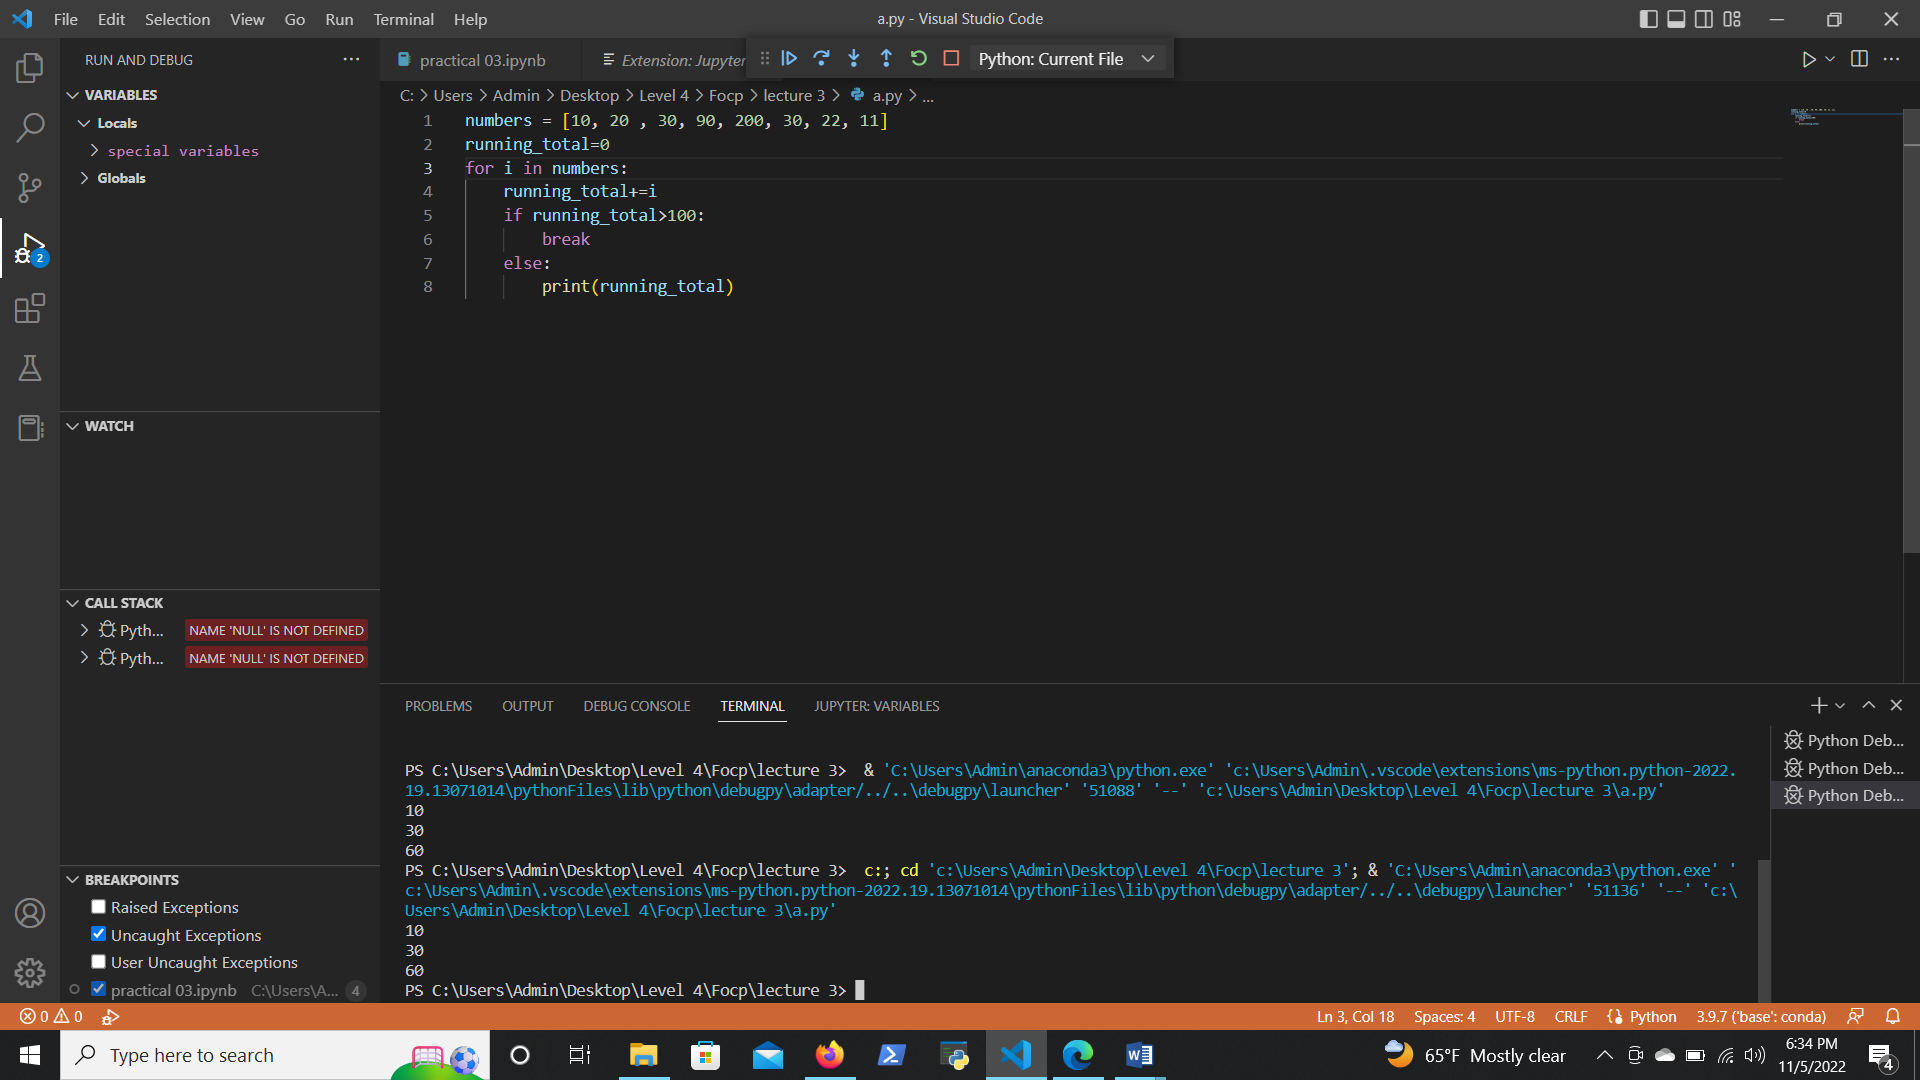 File Edit Selection View Go Run Terminal Help
a.py - Visual Studio Code
RUN AND DEBUG
VARIABLES
Locals
special variables
Globals
WATCH
CALL STACK
Pyth... NAME 'NULL' IS NOT DEFINED
Pyth... NAME 'NULL' IS NOT DEFINED
BREAKPOINTS
Raised Exceptions
Uncaught Exceptions
User Uncaught Exceptions
practical 03.ipynb C:\Users\A... 4
2
practical 03.ipynb
Extension: Jupyter
Python: Current File
C: > Users > Admin > Desktop > Level 4 > Focp > lecture 3 > a.py > ...
1 numbers = [10, 20 , 30, 90, 200, 30, 22, 11]
2 running_total=0
3 for i in numbers:
4 running_total+=i
5 if running_total>100:
6 break
7 else:
8 print(running_total)
PROBLEMS OUTPUT DEBUG CONSOLE TERMINAL JUPYTER: VARIABLES
PS C:\Users\Admin\Desktop\Level 4\Focp\lecture 3>  & 'C:\Users\Admin\anaconda3\python.exe' 'c:\Users\Admin\.vscode\extensions\ms-python.python-2022.
19.13071014\pythonFiles\lib\python\debugpy\adapter/../..\debugpy\launcher' '51088' '--' 'c:\Users\Admin\Desktop\Level 4\Focp\lecture 3\a.py'
10
30
60
PS C:\Users\Admin\Desktop\Level 4\Focp\lecture 3>  c:; cd 'c:\Users\Admin\Desktop\Level 4\Focp\lecture 3'; & 'C:\Users\Admin\anaconda3\python.exe' '
c:\Users\Admin\.vscode\extensions\ms-python.python-2022.19.13071014\pythonFiles\lib\python\debugpy\adapter/../..\debugpy\launcher' '51136' '--' 'c:\
Users\Admin\Desktop\Level 4\Focp\lecture 3\a.py'
10
30
60
PS C:\Users\Admin\Desktop\Level 4\Focp\lecture 3>
Python Deb...
Python Deb...
Python Deb...
0 0
Ln 3, Col 18 Spaces: 4 UTF-8 CRLF Python 3.9.7 ('base': conda)
Type here to search
65°F Mostly clear
6:34 PM
11/5/2022
4